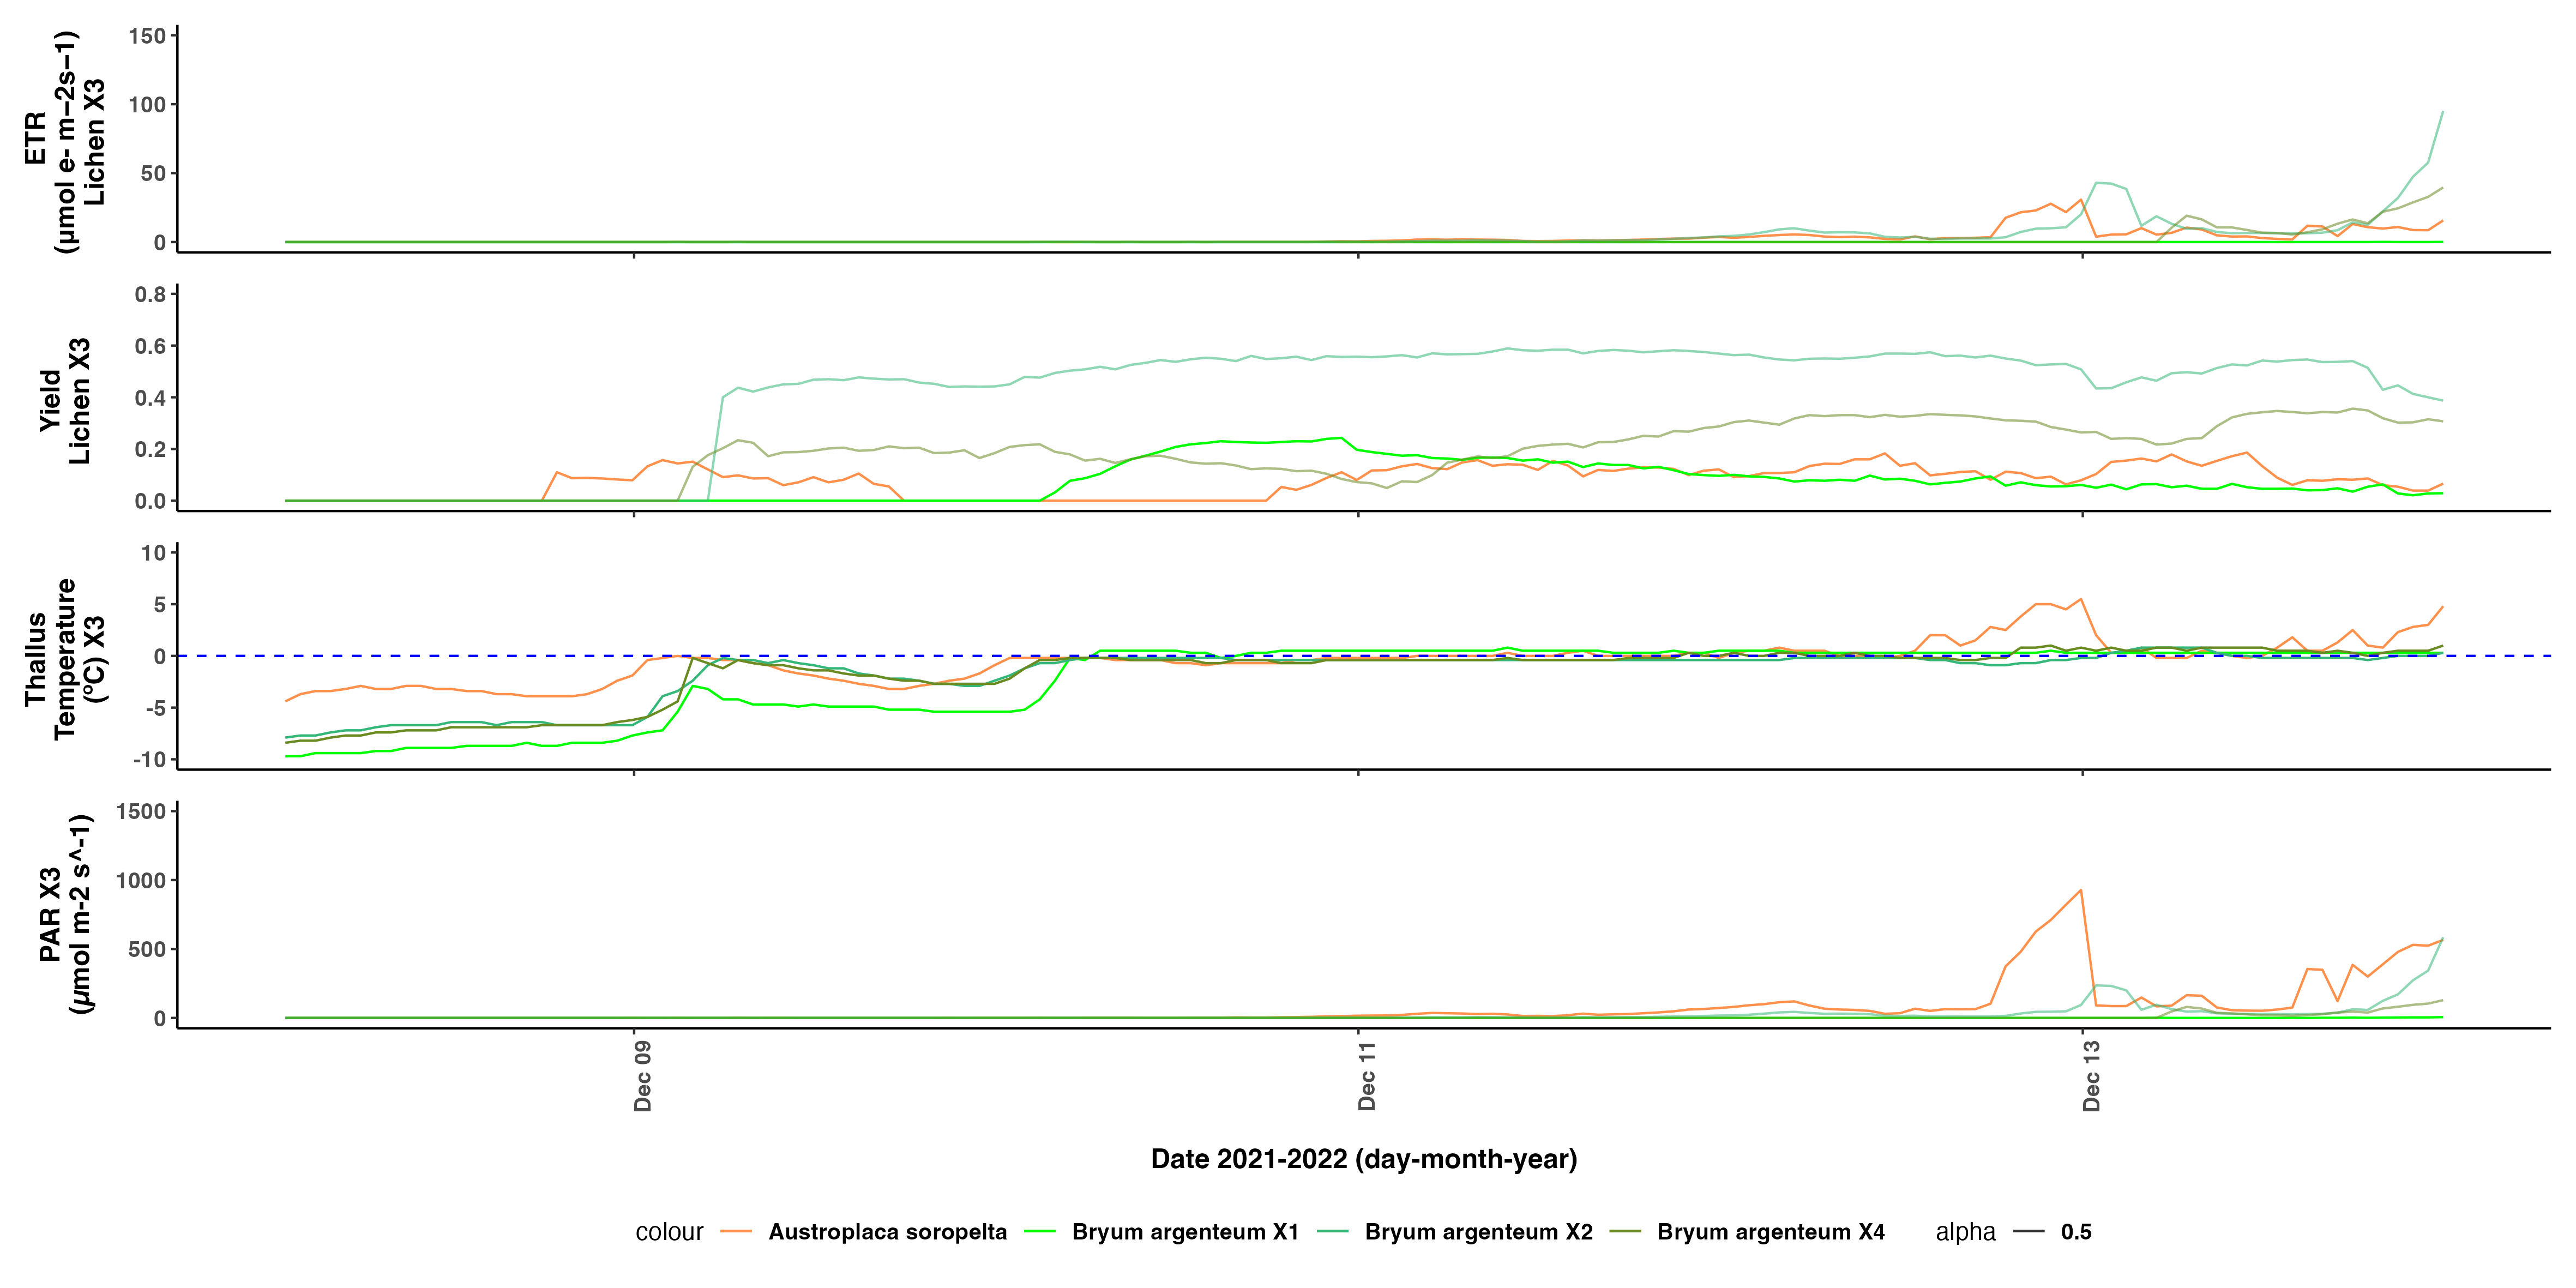 ETR
(µmol e- m−2s−1)
Lichen X3
150
100
50
0
Yield
Lichen X3
0.8
0.6
0.4
0.2
0.0
Thallus
Temperature
(ºC) X3
10
5
0
-5
-10
PAR X3
(µmol m-2 s^-1)
1500
1000
500
0
Dec 09
Dec 11
Dec 13
Date 2021-2022 (day-month-year)
colour Austroplaca soropelta Bryum argenteum X1 Bryum argenteum X2 Bryum argenteum X4 alpha 0.5